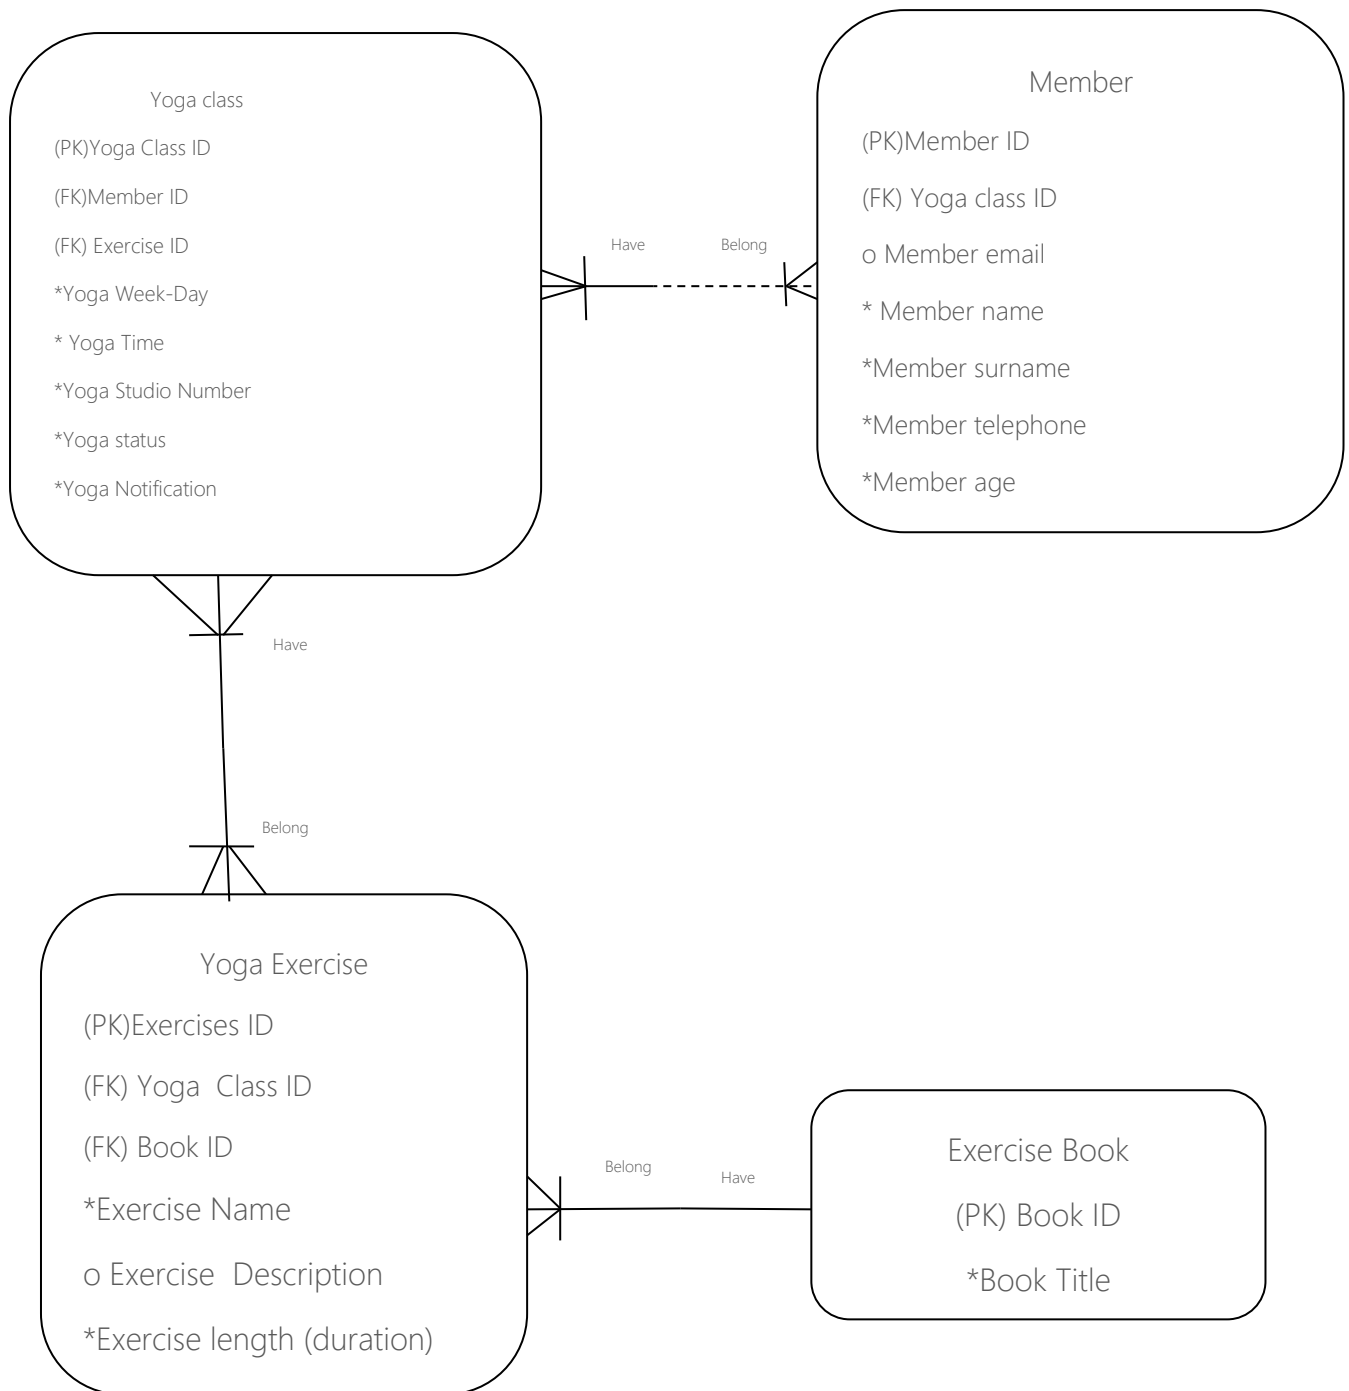 Yoga class
(PK)Yoga Class ID
(FK)Member ID
(FK) Exercise ID
*Yoga Week-Day
* Yoga Time
*Yoga Studio Number
*Yoga status
*Yoga Notification
Have
Belong
Member
(PK)Member ID
(FK) Yoga class ID
o Member email
* Member name
*Member surname
*Member telephone
*Member age
Have
Belong
Yoga Exercise
(PK)Exercises ID
(FK) Yoga  Class ID
(FK) Book ID
*Exercise Name
o Exercise  Description
*Exercise length (duration)
Belong
Have
Exercise Book
(PK) Book ID
*Book Title